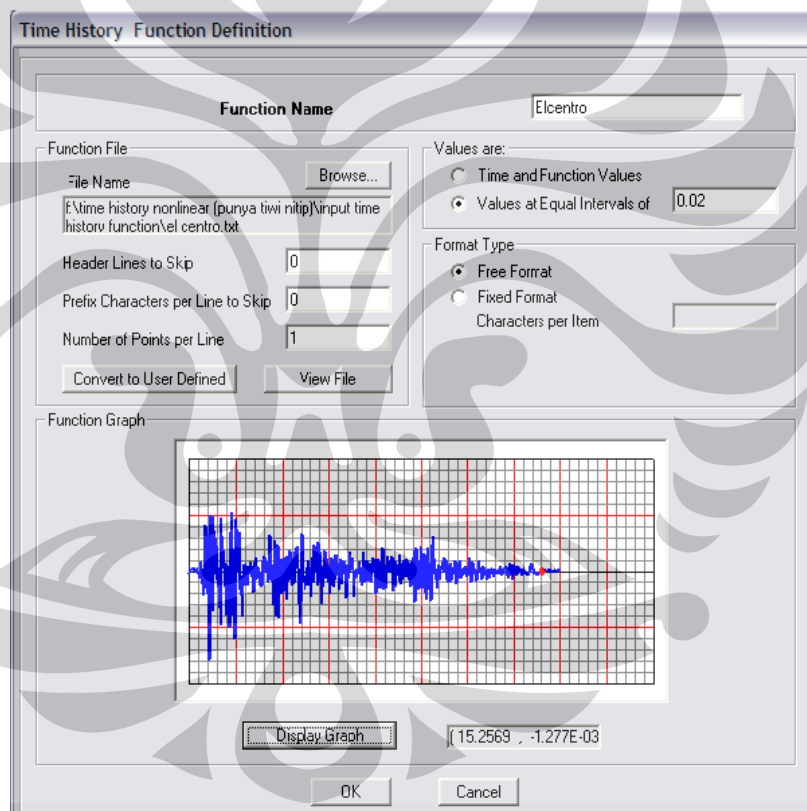 Time History Function Definition
Function Name
Elcentro
Function File
File Name
Browse...
f:\time history nonlinear (punya tiwi nitip)\input time
history function\el centro.txt
Header Lines to Skip
0
Prefix Characters per Line to Skip
0
Number of Points per Line
1
Convert to User Defined
View File
Values are:
Time and Function Values
Values at Equal Intervals of
0.02
Format Type
Free Format
Fixed Format
Characters per Item
Function Graph
Display Graph
( 15.2569 , -1.277E-03
OK
Cancel